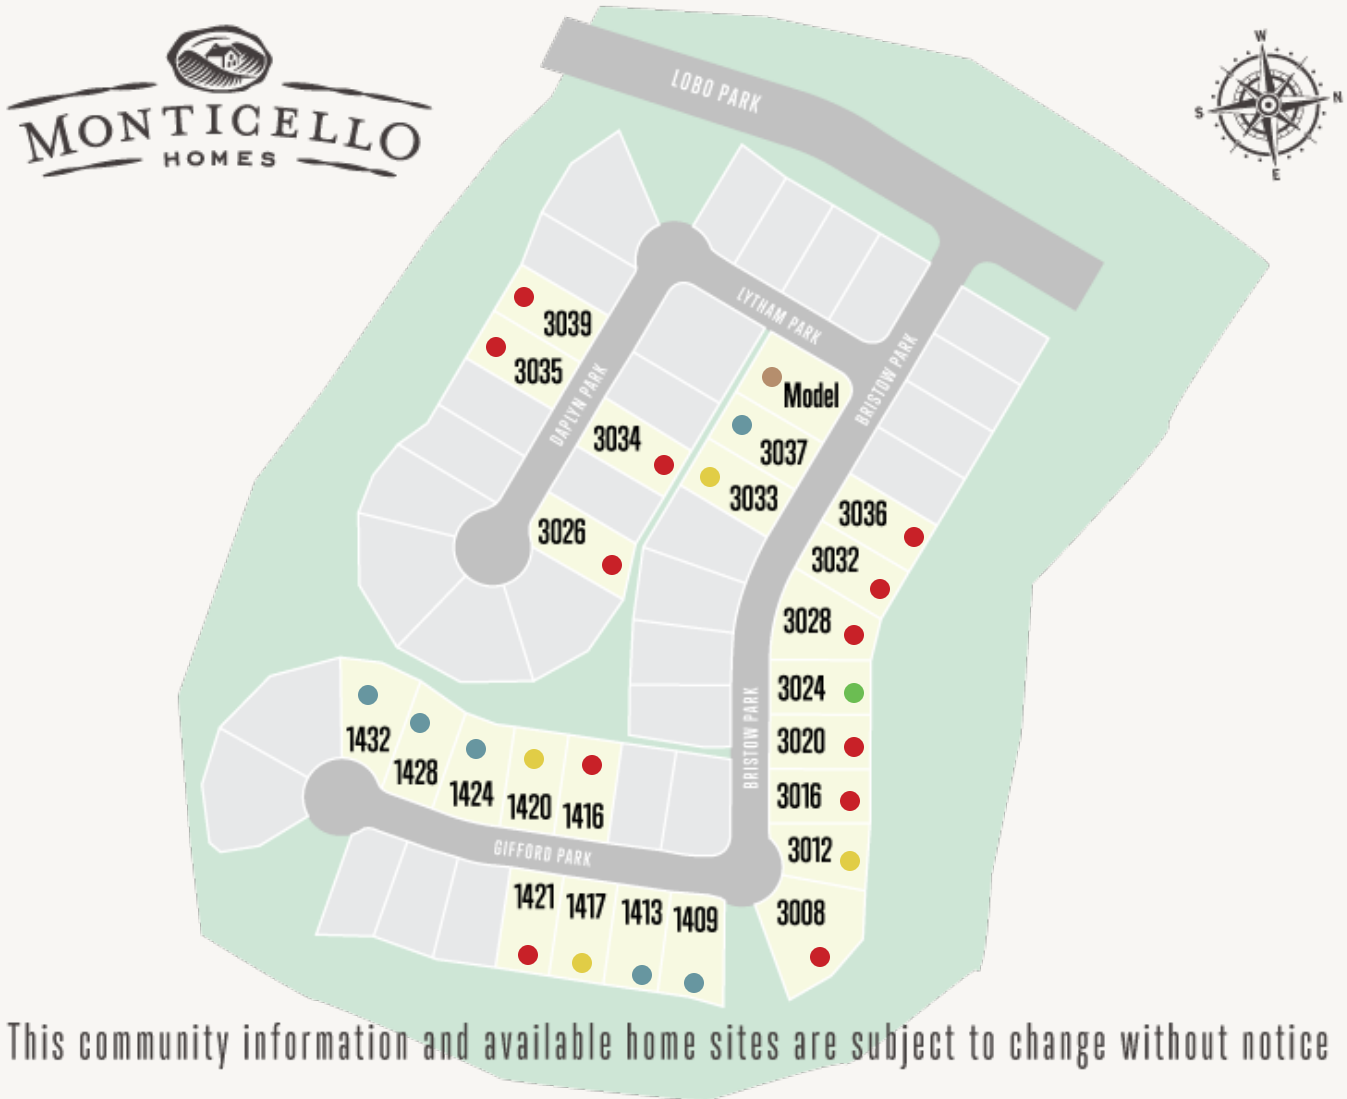 MONTICELLO
HOMES
W
N
S
E
LOBO PARK
LYTHAM PARK
BRISTOW PARK
DAPLYN PARK
3039
3035
3034
3026
Model
3037
3033
3036
3032
3028
3024
3020
3016
3012
3008
BRISTOW PARK
1432
1428
1424
1420
1416
GIFFORD PARK
1421
1417
1413
1409
This community information and available home sites are subject to change without notice